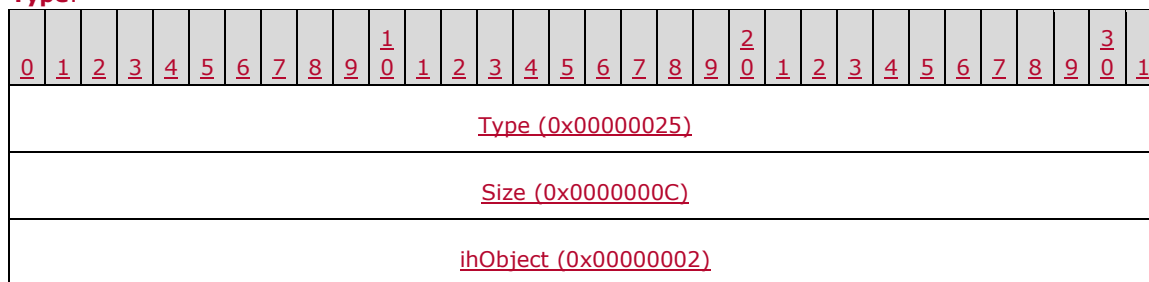 Type:
1 2 3
0 1 2 3 4 5 6 7 8 9 0 1 2 3 4 5 6 7 8 9 0 1 2 3 4 5 6 7 8 9 0 1
Type (0x00000025)
Size (0x0000000C)
ihObject (0x00000002)